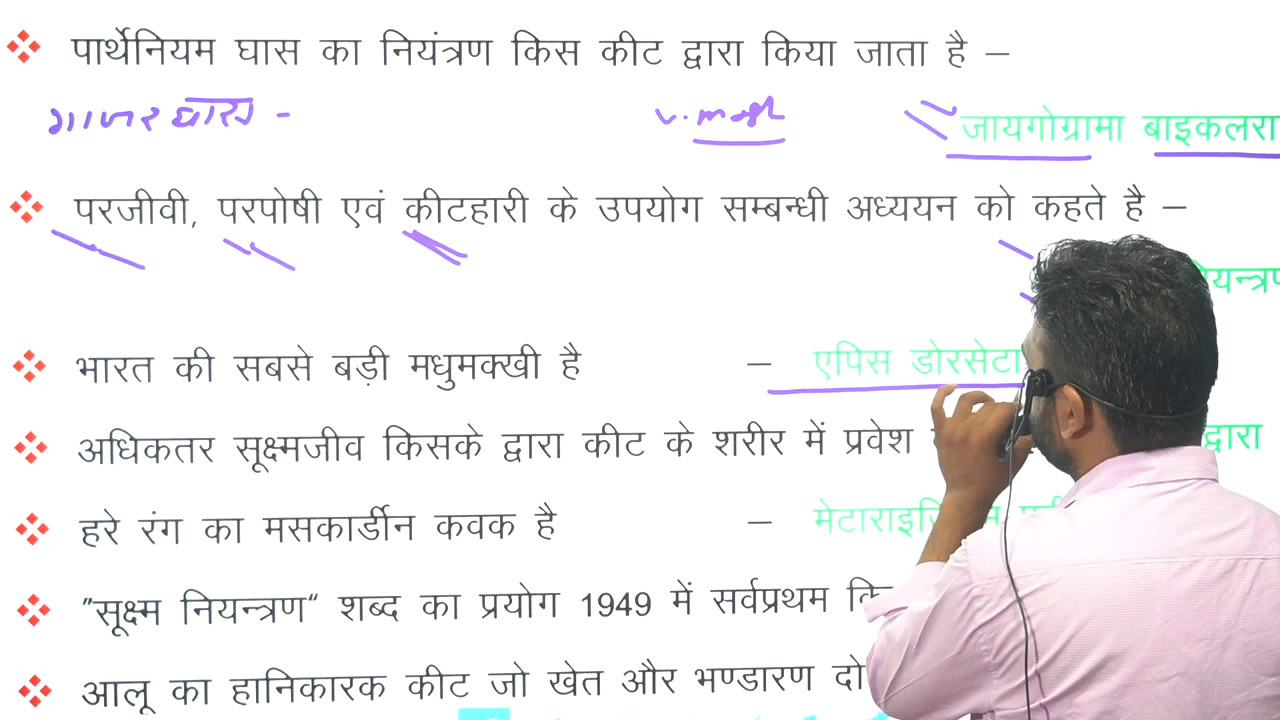 पार्थेनियम घास का नियंत्रण किस कीट द्वारा किया जाता है –
गाजर घास -
जायगोग्रामा बाइकलरा
परजीवी, परपोषी एवं कीटहारी के उपयोग सम्बन्धी अध्ययन को कहते है –
भारत की सबसे बड़ी मधुमक्खी है – एपिस डोरसेटा
अधिकतर सूक्ष्मजीव किसके द्वारा कीट के शरीर में प्रवेश द्वारा
हरे रंग का मसकार्डीन कवक है –
"सूक्ष्म नियन्त्रण" शब्द का प्रयोग 1949 में सर्वप्रथम
आलू का हानिकारक कीट जो खेत और भण्डारण दो